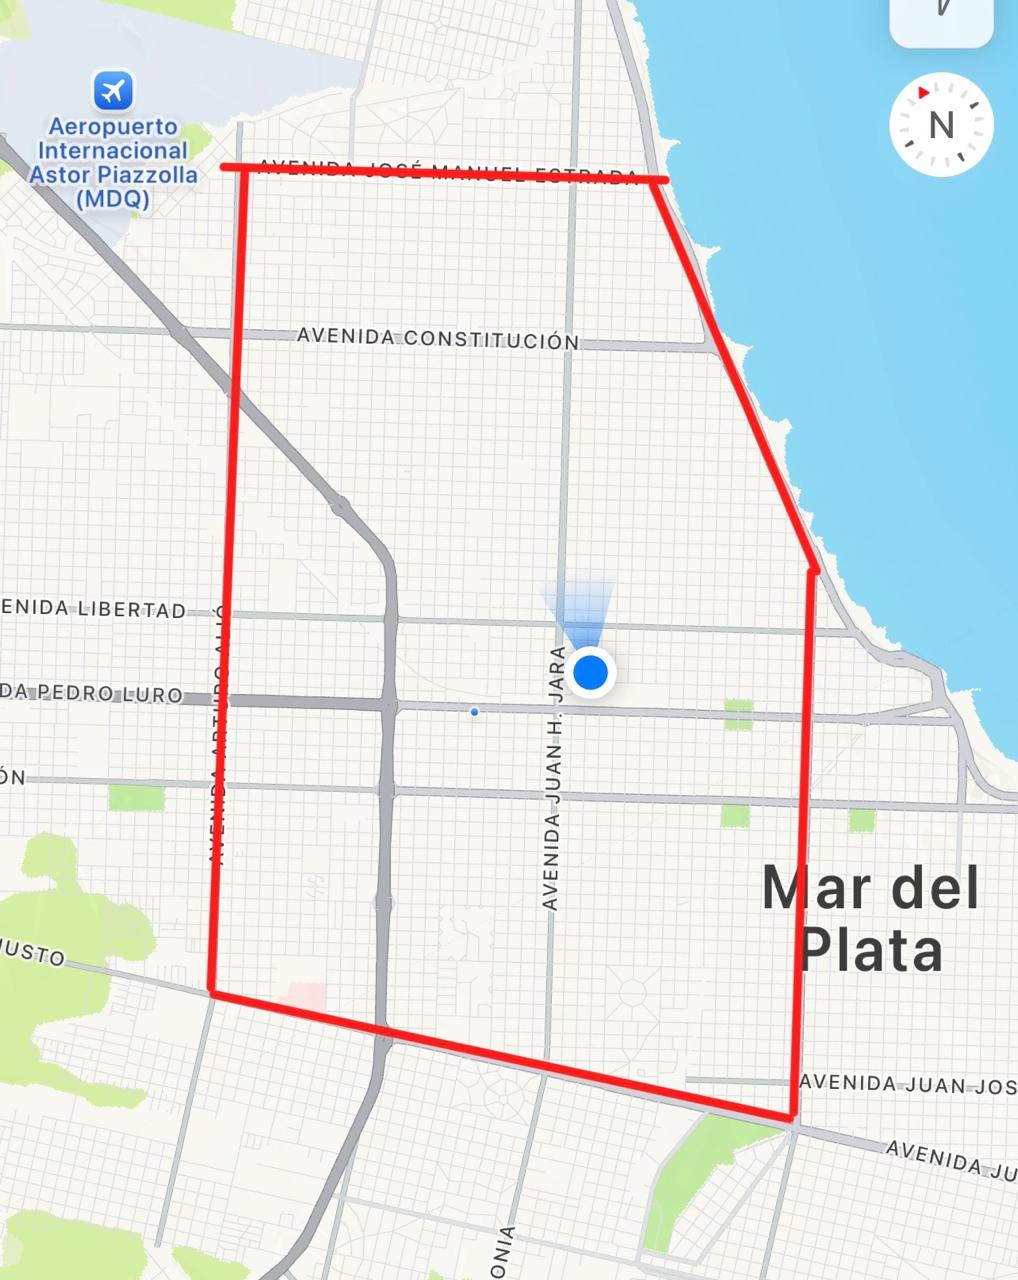 Aeropuerto
Internacional
Astor Piazzolla
(MDQ)
N
AVENIDA JOSÉ MANUEL ESTRADA
AVENIDA CONSTITUCIÓN
ENIDA LIBERTAD
DA PEDRO LURO
AVENIDA ARTURO ALIÓ
AVENIDA JUAN H. JARA
ÓN
Mar del
Plata
JUSTO
AVENIDA JUAN JOS
AVENIDA JU
ONIA